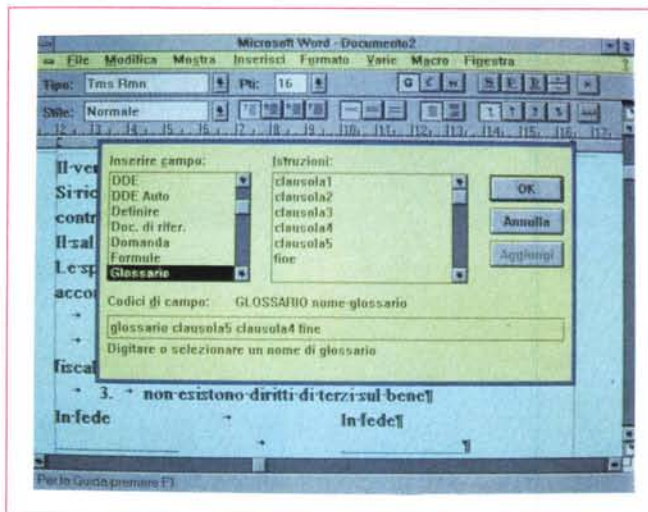 Microsoft Word - Documento2
File Modifica Mostra Inserisci Formato Varie Macro Finestra ?
Tipo: Tms Rmn Pti: 16 G C
Stile: Normale
Il ver
Si ric
contr
Il sal
Le sp
accor
fiscal
Inserire campo:
DDE
DDE Auto
Definire
Doc. di rifer.
Domanda
Formule
Glossario
Istruzioni:
clausola1
clausola2
clausola3
clausola4
clausola5
fine
OK
Annulla
Aggiungi
Codici di campo: GLOSSARIO nome-glossario
glossario clausola5 clausola4 fine
Digitare o selezionare un nome di glossario
3. non esistono diritti di terzi sul bene¶
In fede In fede¶
¶
Per la Guida premere F1